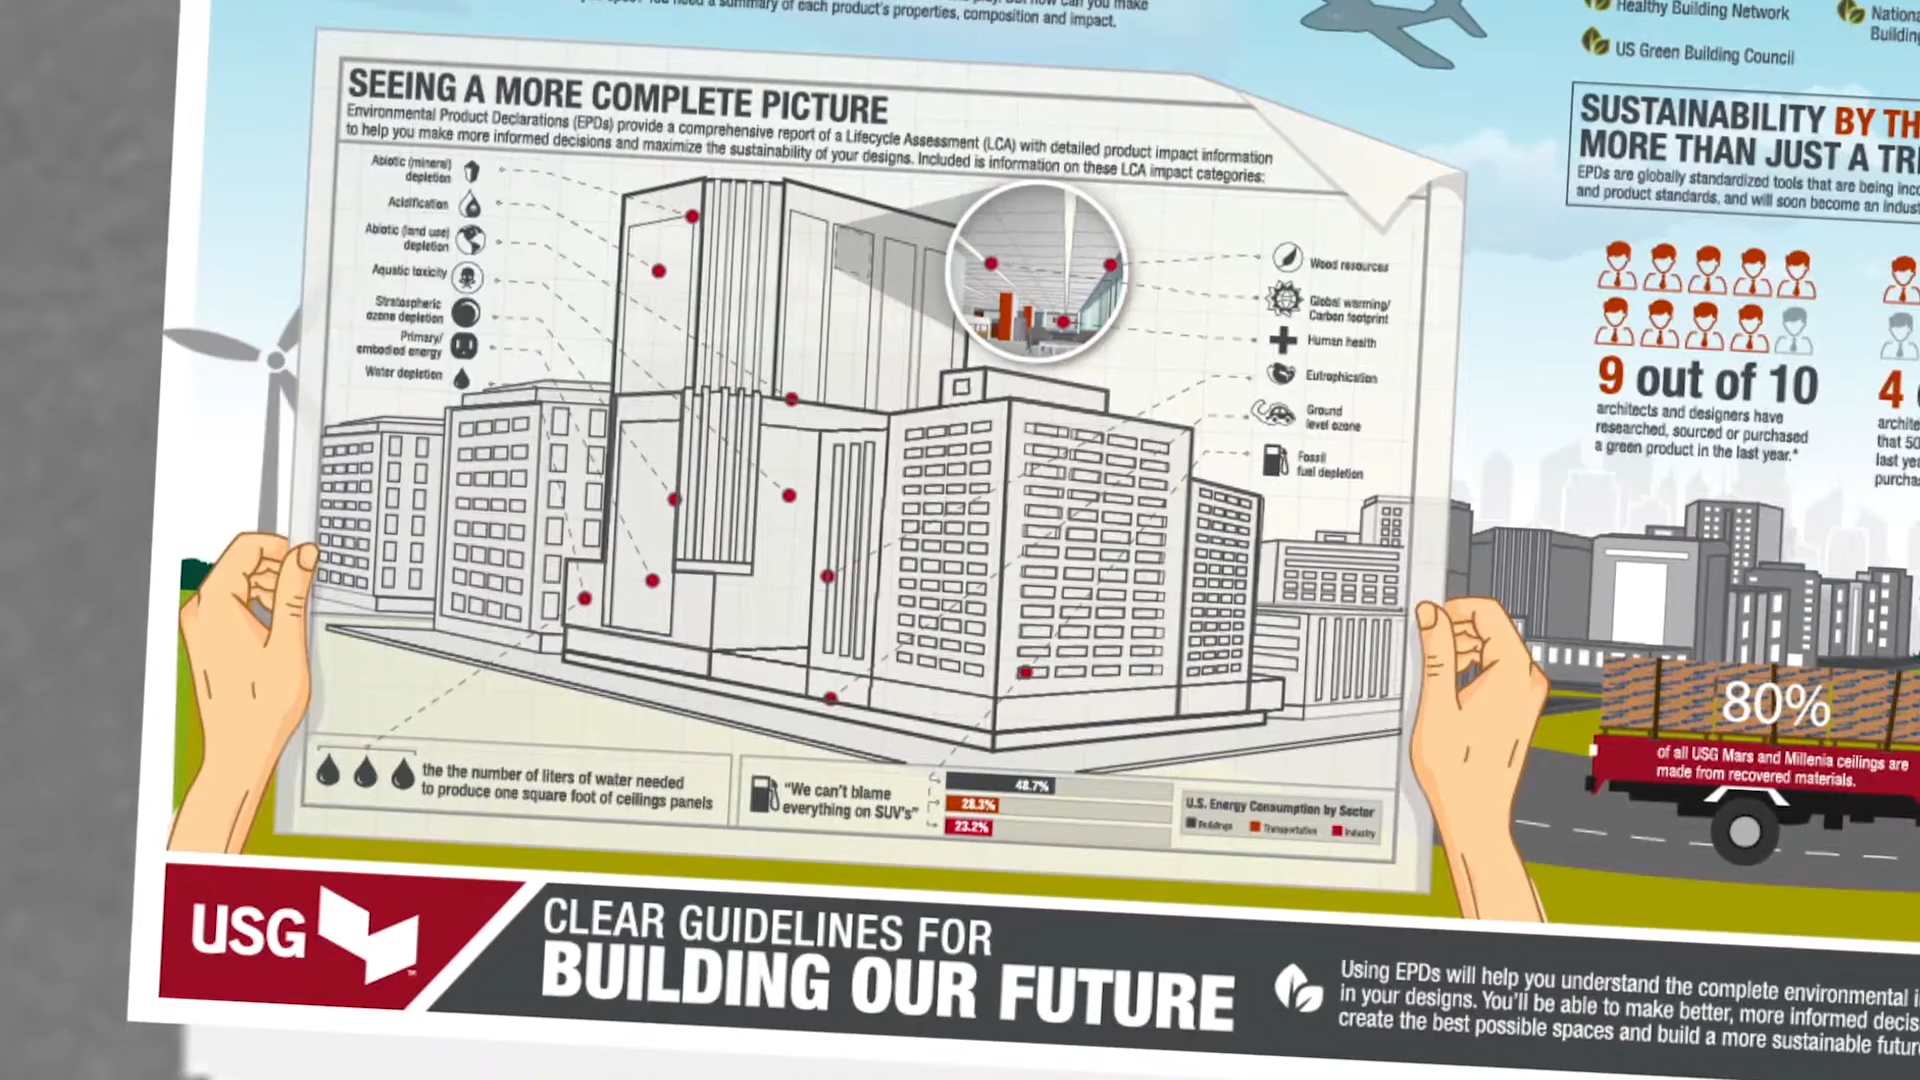 a summary of each product's properties, composition and impact.
Healthy Building Network
US Green Building Council
SEEING A MORE COMPLETE PICTURE
Environmental Product Declarations (EPDs) provide a comprehensive report of a Lifecycle Assessment (LCA) with detailed product impact information
to help you make more informed decisions and maximize the sustainability of your designs. Included is information on these LCA impact categories:
Abiotic (mineral)
depletion
Acidification
Abiotic (land use)
depletion
Aquatic toxicity
Stratospheric
ozone depletion
Primary/
embodied energy
Water depletion
Wood resources
Global warming/
Carbon footprint
Human health
Eutrophication
Ground
level ozone
Fossil
fuel depletion
the the number of liters of water needed
to produce one square foot of ceilings panels
"We can't blame
everything on SUV's"
48.7%
28.3%
23.2%
U.S. Energy Consumption by Sector
Buildings Transportation Industry
SUSTAINABILITY BY TH
MORE THAN JUST A TR
EPDs are globally standardized tools that are being
and product standards, and will soon become an
9 out of 10
architects and designers have
researched, sourced or purchased
a green product in the last year.*
4
that 50
80%
of all USG Mars and Millenia ceilings are
made from recovered materials.
USG
CLEAR GUIDELINES FOR
BUILDING OUR FUTURE
Using EPDs will help you understand the complete environmental
in your designs. You'll be able to make better, more informed
create the best possible spaces and build a more sustainable